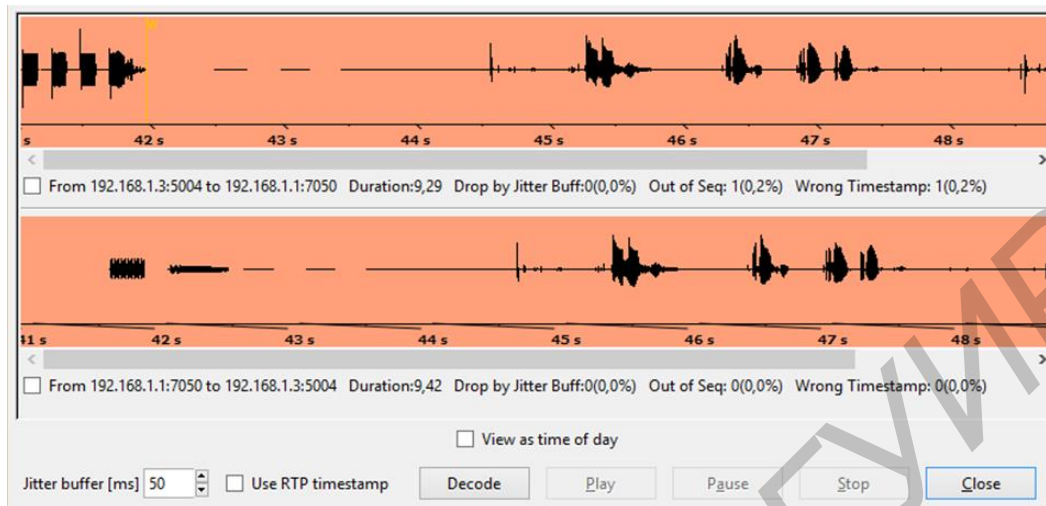 s 42 s 43 s 44 s 45 s 46 s 47 s 48 s
From 192.168.1.3:5004 to 192.168.1.1:7050 Duration:9,29 Drop by Jitter Buff:0(0,0%) Out of Seq: 1(0,2%) Wrong Timestamp: 1(0,2%)
41 s 42 s 43 s 44 s 45 s 46 s 47 s 48 s
From 192.168.1.1:7050 to 192.168.1.3:5004 Duration:9,42 Drop by Jitter Buff:0(0,0%) Out of Seq: 0(0,0%) Wrong Timestamp: 0(0,0%)
View as time of day
Jitter buffer [ms] 50 Use RTP timestamp Decode Play Pause Stop Close
ГУИР